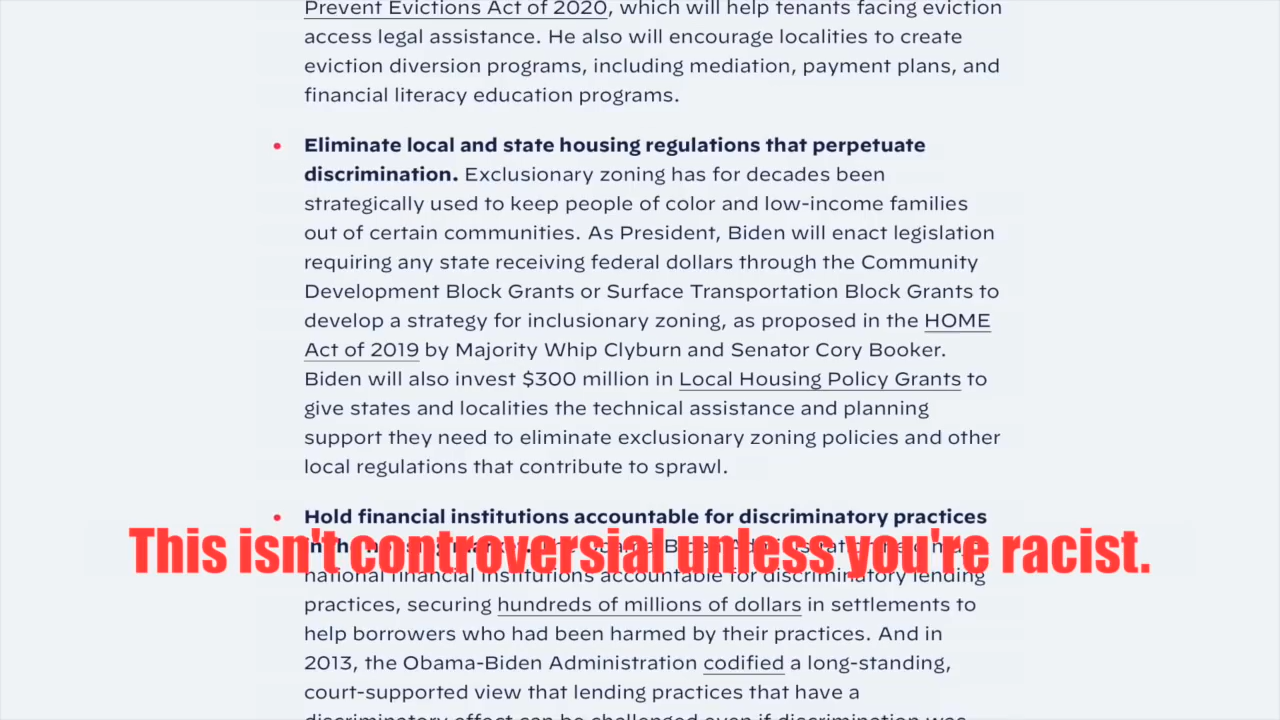 Prevent Evictions Act of 2020, which will help tenants facing eviction
access legal assistance. He also will encourage localities to create
eviction diversion programs, including mediation, payment plans, and
financial literacy education programs.
• Eliminate local and state housing regulations that perpetuate
discrimination. Exclusionary zoning has for decades been
strategically used to keep people of color and low-income families
out of certain communities. As President, Biden will enact legislation
requiring any state receiving federal dollars through the Community
Development Block Grants or Surface Transportation Block Grants to
develop a strategy for inclusionary zoning, as proposed in the HOME
Act of 2019 by Majority Whip Clyburn and Senator Cory Booker.
Biden will also invest $300 million in Local Housing Policy Grants to
give states and localities the technical assistance and planning
support they need to eliminate exclusionary zoning policies and other
local regulations that contribute to sprawl.
• Hold financial institutions accountable for discriminatory practices
This isn't controversial unless you're racist.
national financial institutions accountable for discriminatory lending
practices, securing hundreds of millions of dollars in settlements to
help borrowers who had been harmed by their practices. And in
2013, the Obama-Biden Administration codified a long-standing,
court-supported view that lending practices that have a
discriminatory effect can be challenged even if discrimination was